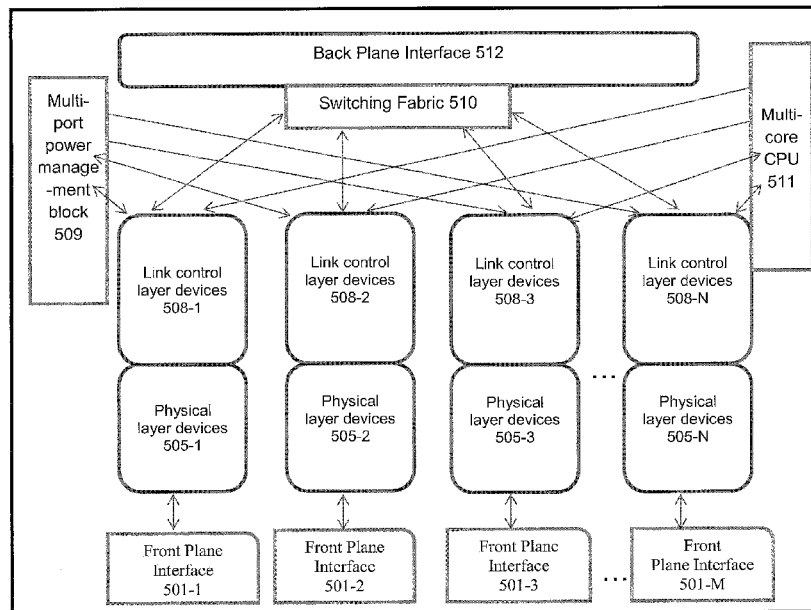 Back Plane Interface 512
Switching Fabric 510
Multi-
port
power
manage
-ment
block
509
Multi-
core
CPU
511
Link control
layer devices
508-1
Link control
layer devices
508-2
Link control
layer devices
508-3
Link control
layer devices
508-N
...
Physical
layer devices
505-1
Physical
layer devices
505-2
Physical
layer devices
505-3
Physical
layer devices
505-N
Front Plane
Interface
501-1
Front Plane
Interface
501-2
Front Plane
Interface
501-3
...
Front
Plane Interface
501-M